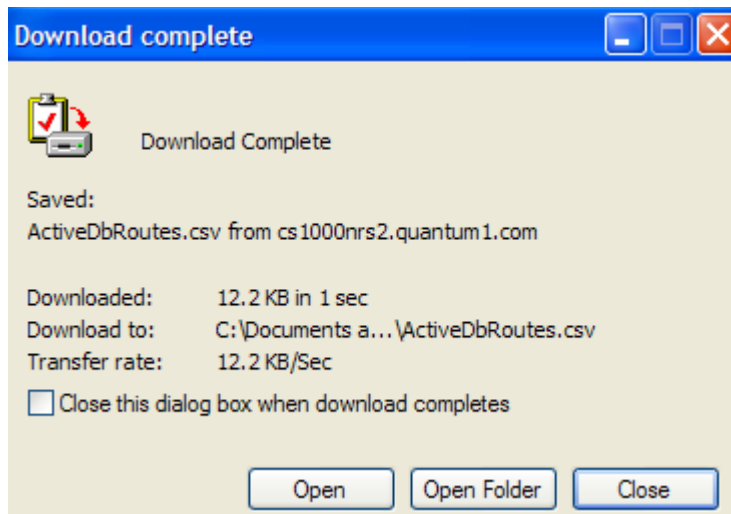 Download complete
Download Complete
Saved:
ActiveDbRoutes.csv from cs1000nrs2.quantum1.com
Downloaded: 12.2 KB in 1 sec
Download to: C:\Documents a...\ActiveDbRoutes.csv
Transfer rate: 12.2 KB/Sec
Close this dialog box when download completes
Open Open Folder Close